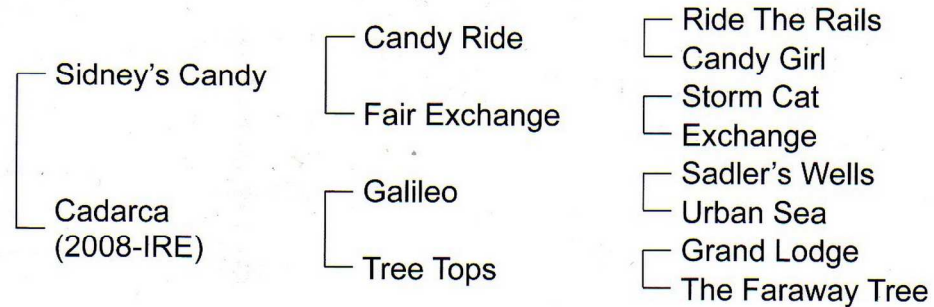 Sidney's Candy
Cadarca
(2008-IRE)
Candy Ride
Fair Exchange
Galileo
Tree Tops
Ride The Rails
Candy Girl
Storm Cat
Exchange
Sadler's Wells
Urban Sea
Grand Lodge
The Faraway Tree